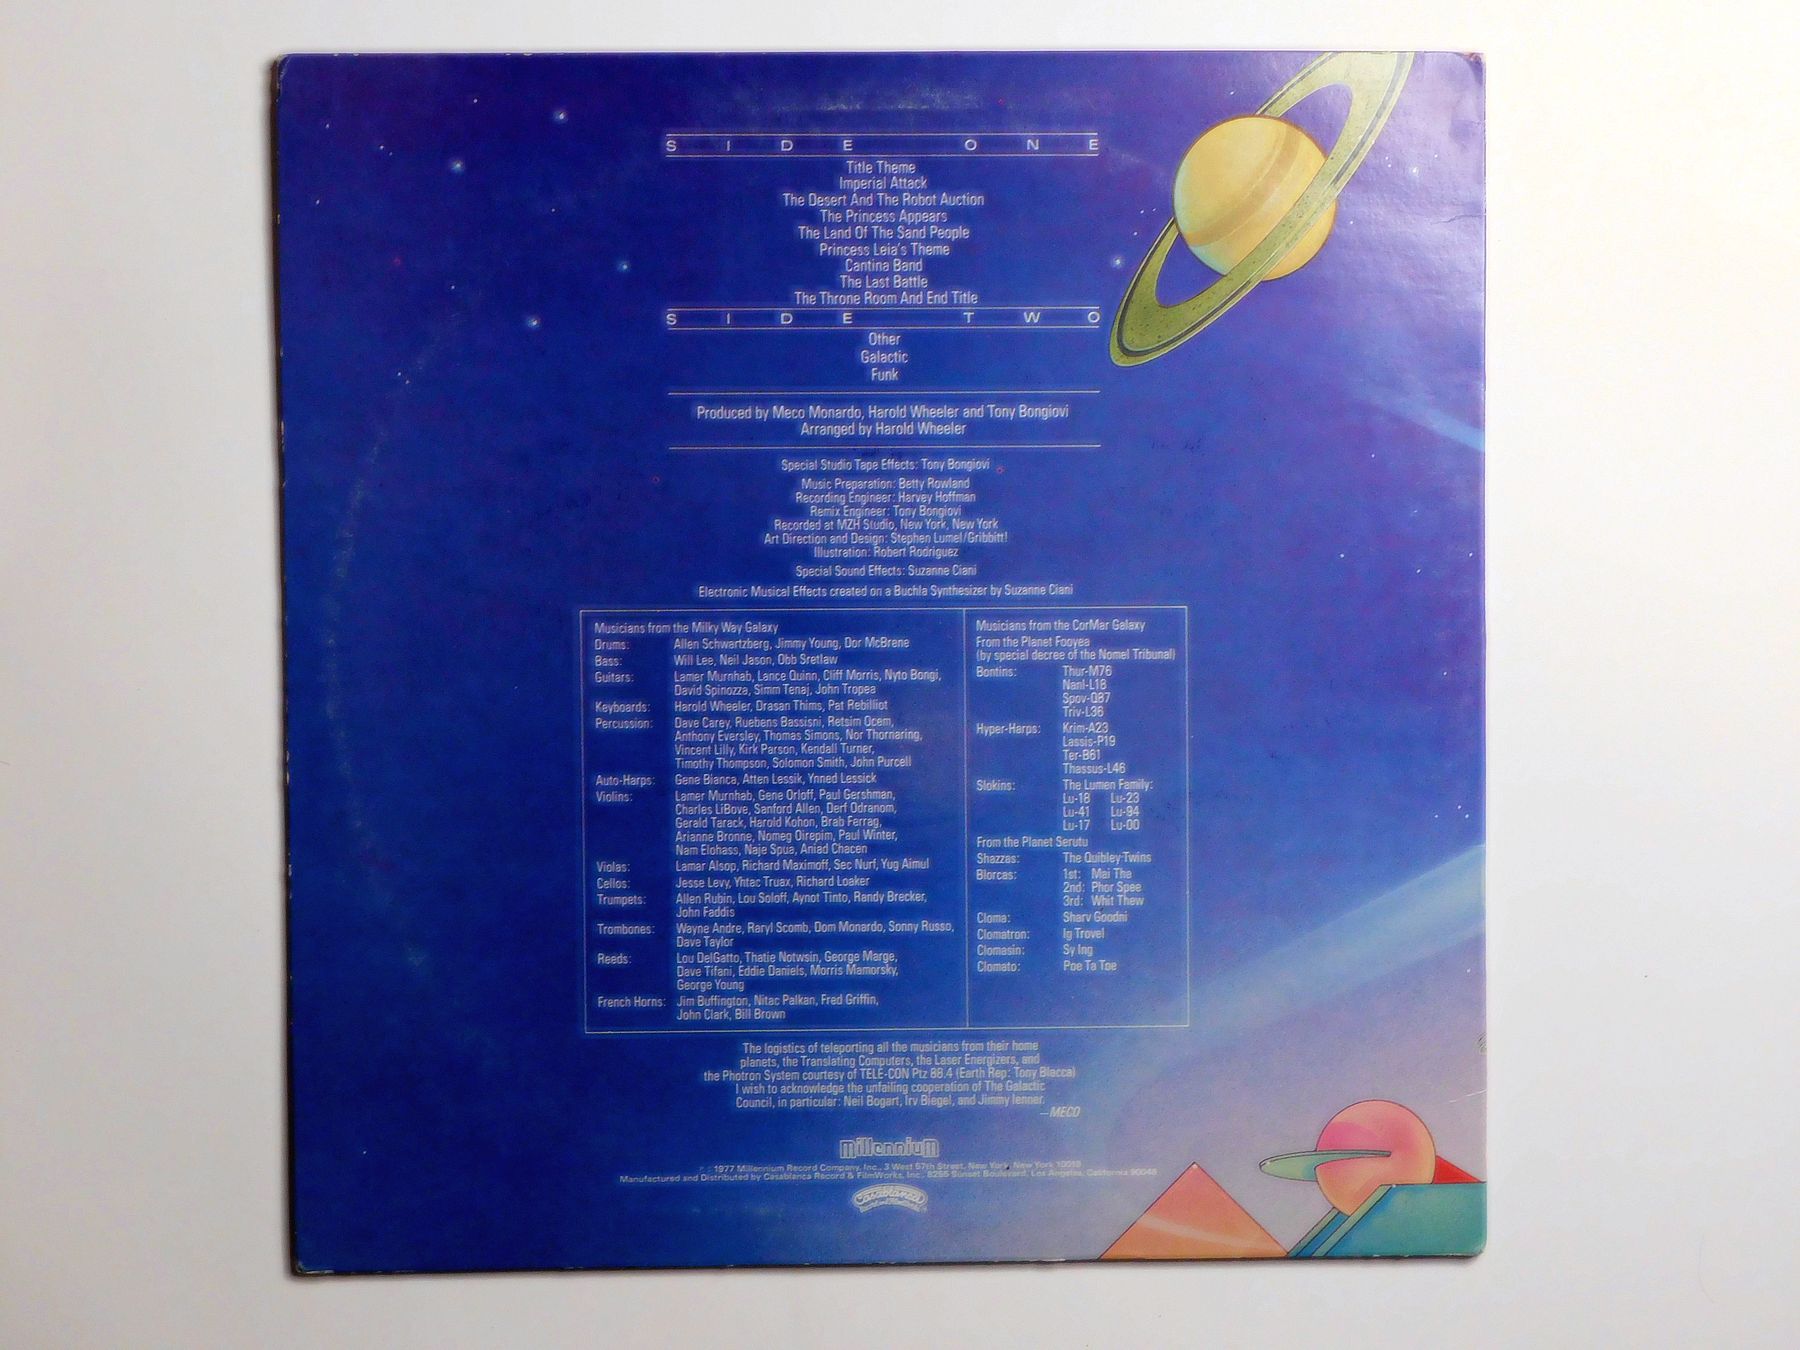 SIDE ONE
Title Theme
Imperial Attack
The Desert And The Robot Auction
The Princess Appears
The Land Of The Sand People
Princess Leia's Theme
Cantina Band
The Last Battle
The Throne Room And End Title
SIDE TWO
Other
Galactic
Funk
Produced by Meco Monardo, Harold Wheeler and Tony Bongiovi
Arranged by Harold Wheeler
Special Studio Tape Effects: Tony Bongiovi
Music Preparation: Betty Rowland
Recording Engineer: Harvey Hoffman
Remix Engineer: Tony Bongiovi
Recorded at MZH Studio, New York, New York
Art Direction and Design: Stephen Lumel/Gribbitt!
Illustration: Robert Rodriguez
Special Sound Effects: Suzanne Ciani
Electronic Musical Effects created on a Buchla Synthesizer by Suzanne Ciani
Musicians from the Milky Way Galaxy
Drums: Allen Schwartzberg, Jimmy Young, Dor McBrene
Bass: Will Lee, Neil Jason, Obb Sretlaw
Guitars: Lamer Murnhab, Lance Quinn, Cliff Morris, Nyto Bongi,
David Spinozza, Simm Tenaj, John Tropea
Keyboards: Harold Wheeler, Drasan Thims, Pat Rebilliot
Percussion: Dave Carey, Ruebens Bassisni, Retsim Ocem,
Anthony Eversley, Thomas Simons, Nor Thornaring,
Vincent Lilly, Kirk Parson, Kendall Turner,
Timothy Thompson, Solomon Smith, John Purcell
Auto-Harps: Gene Bianca, Atten Lessik, Ynned Lessick
Violins: Lamer Murnhab, Gene Orloff, Paul Gershman,
Charles LiBove, Sanford Allen, Derf Odranom,
Gerald Tarack, Harold Kohon, Brab Ferrag,
Arianne Bronne, Nomeg Oirepim, Paul Winter,
Nam Elohass, Naje Spua, Aniad Chacen
Violas: Lamar Alsop, Richard Maximoff, Sec Nurf, Yug Aimul
Cellos: Jesse Levy, Yhtac Truax, Richard Loaker
Trumpets: Allen Rubin, Lou Soloff, Aynot Tinto, Randy Brecker,
John Faddis
Trombones: Wayne Andre, Raryl Scomb, Dom Monardo, Sonny Russo,
Dave Taylor
Reeds: Lou DelGatto, Thatie Notwsin, George Marge,
Dave Tifani, Eddie Daniels, Morris Mamorsky,
George Young
French Horns: Jim Buffington, Nitac Palkan, Fred Griffin,
John Clark, Bill Brown
Musicians from the CorMar Galaxy
From the Planet Fooyea
(by special decree of the Nomel Tribunal)
Bontins: Thur-M76
Nanl-L18
Spov-Q87
Triv-L36
Hyper-Harps: Krim-A23
Lassis-P19
Ter-B61
Thassus-L46
Slokins: The Lumen Family:
Lu-18 Lu-23
Lu-41 Lu-94
Lu-17 Lu-00
From the Planet Serutu
Shazzas: The Quibley Twins
Blorcas: 1st: Mai Tha
2nd: Phor Spee
3rd: Whit Thew
Cloma: Sharv Goodni
Clomatron: Ig Trovel
Clomasin: Sy Ing
Clomato: Poe Ta Toe
The logistics of teleporting all the musicians from their home
planets, the Translating Computers, the Laser Energizers, and
the Photron System courtesy of TELE-CON Ptz 88.4 (Earth Rep: Tony Blacca)
I wish to acknowledge the unfailing cooperation of The Galactic
Council, in particular: Neil Bogart, Irv Biegel, and Jimmy Ienner.
—MECO
millenniuM
1977 Millennium Record Company, Inc., 3 West 57th Street, New York, New York 10019
Manufactured and Distributed by Casablanca Record & FilmWorks, Inc., 8255 Sunset Boulevard, Los Angeles, California 90046
Casablanca
Record and FilmWorks